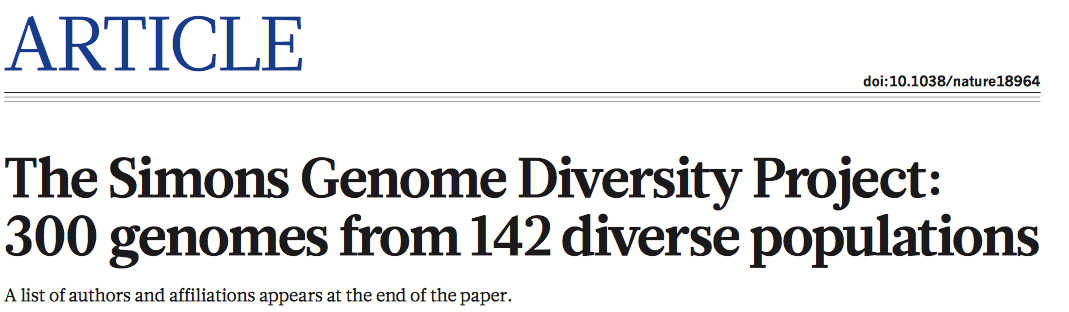 ARTICLE
doi:10.1038/nature18964
The Simons Genome Diversity Project:
300 genomes from 142 diverse populations
A list of authors and affiliations appears at the end of the paper.